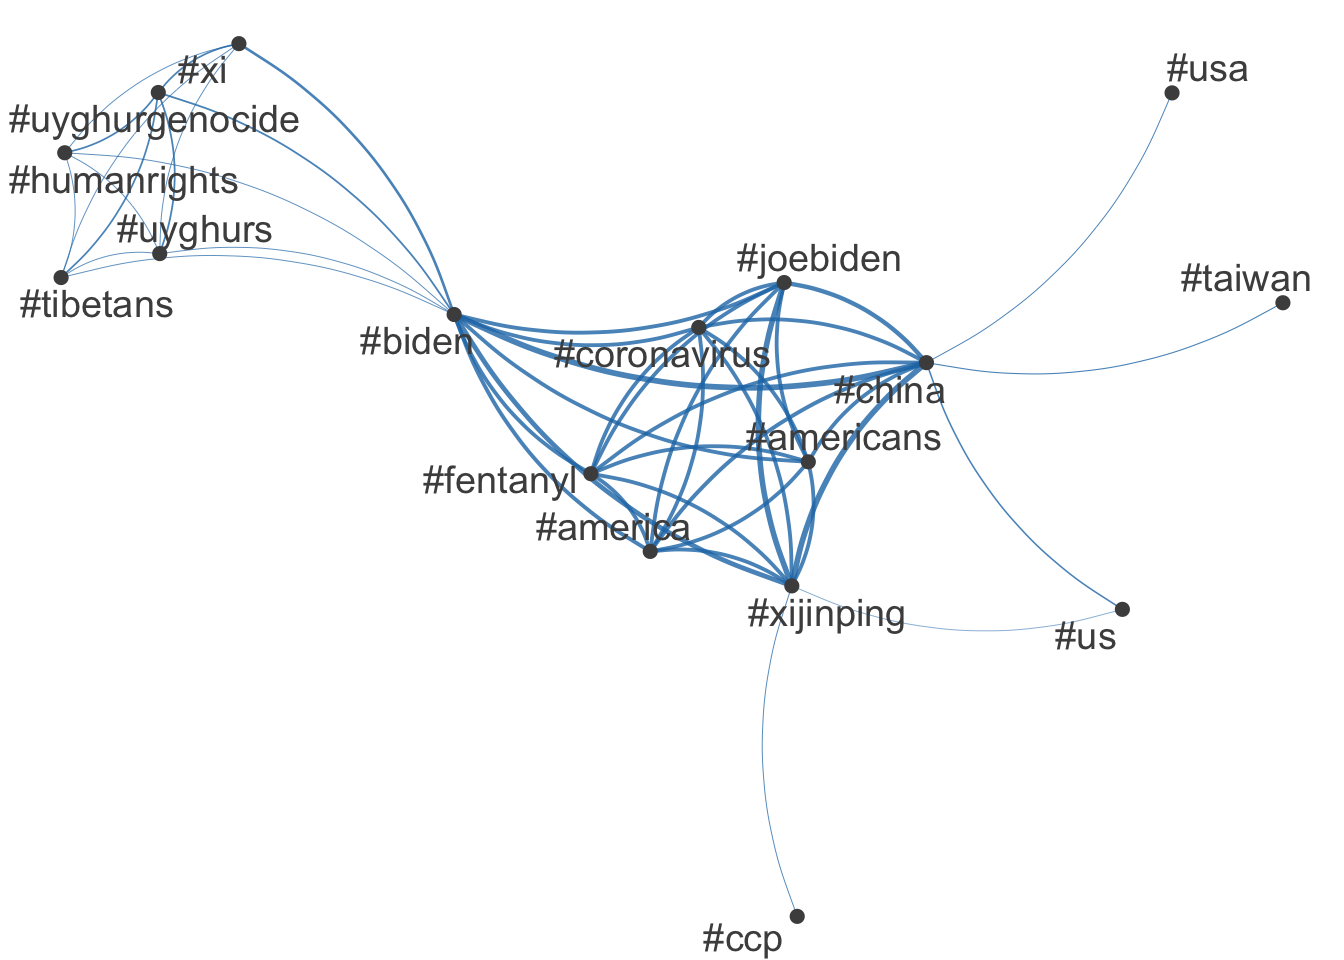 #xi
#usa
#uyghurgenocide
#humanrights
#uyghurs
#joebiden
#taiwan
#tibetans
#biden
#coronavirus
#china
#americans
#fentanyl
#america
#xijinping
#us
#ccp